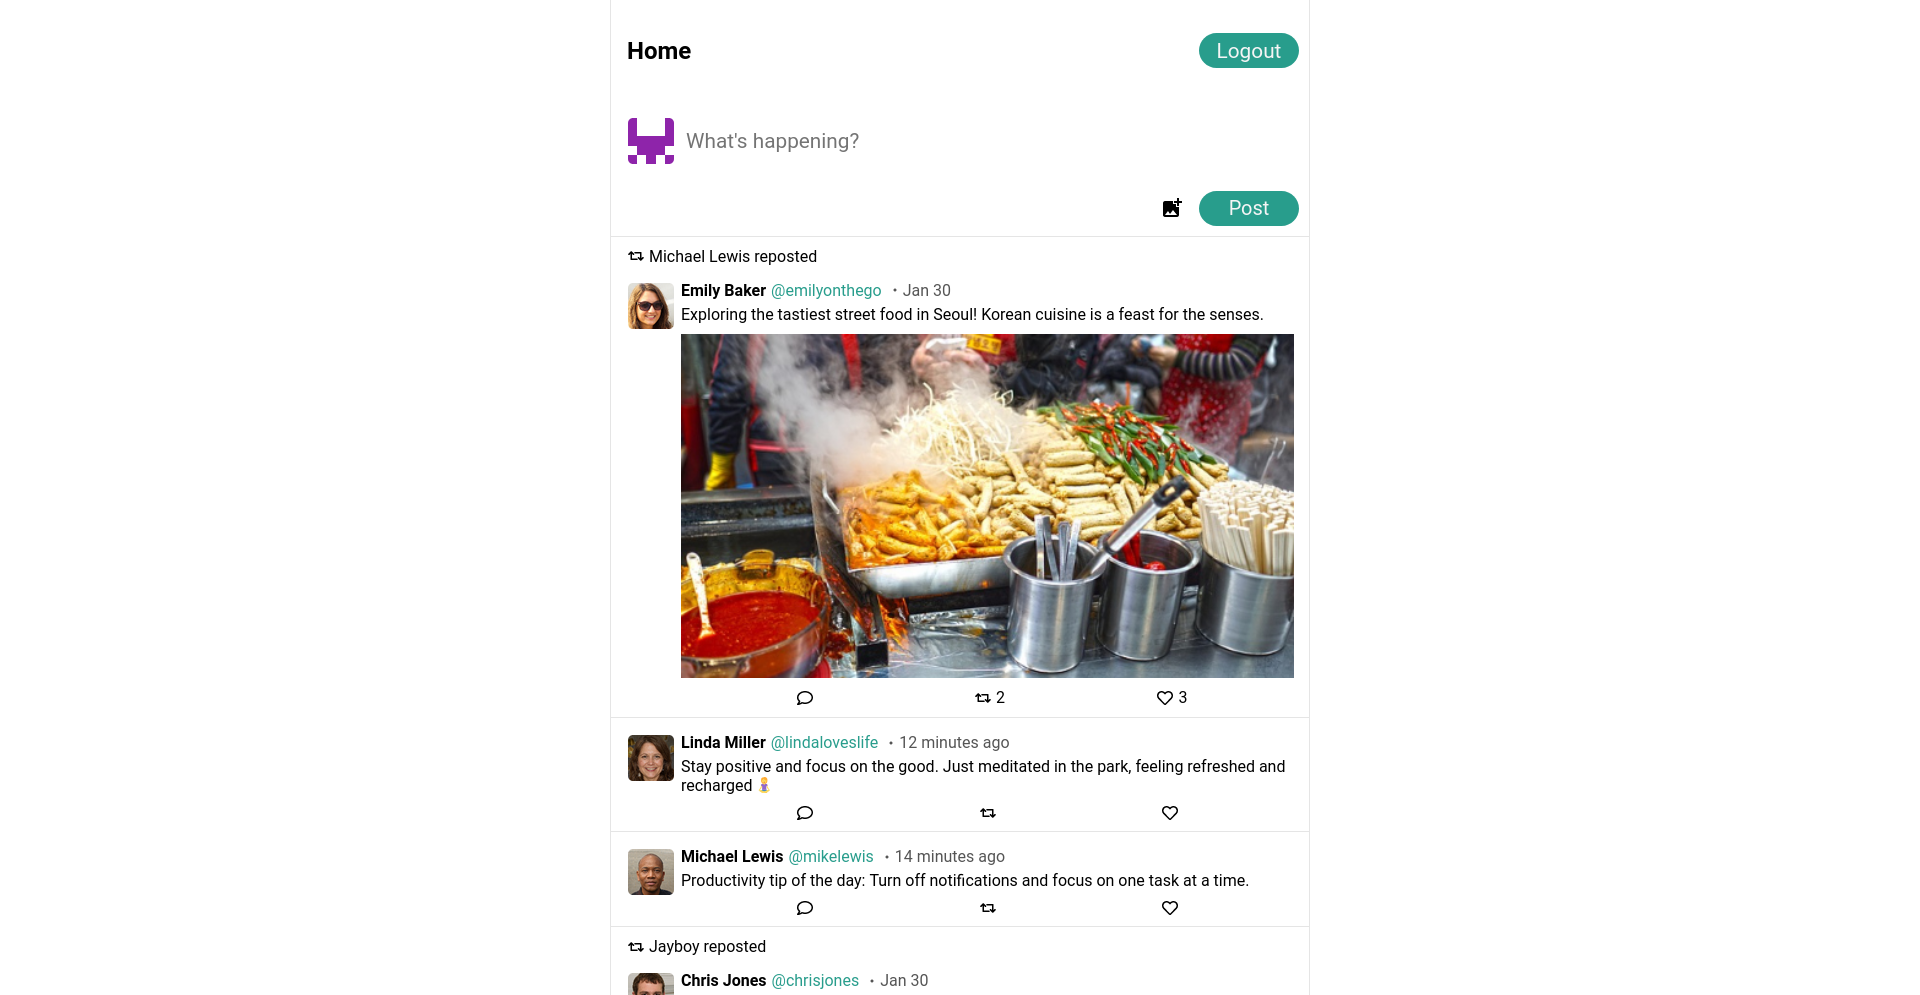 Home
Logout
What's happening?
Post
Michael Lewis reposted
Emily Baker @emilyonthego · Jan 30
Exploring the tastiest street food in Seoul! Korean cuisine is a feast for the senses.
2
3
Linda Miller @lindaloveslife · 12 minutes ago
Stay positive and focus on the good. Just meditated in the park, feeling refreshed and
recharged 🧘‍♀️
Michael Lewis @mikelewis · 14 minutes ago
Productivity tip of the day: Turn off notifications and focus on one task at a time.
Jayboy reposted
Chris Jones @chrisjones · Jan 30